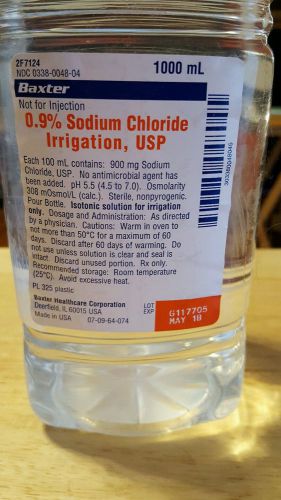 2F7124
NDC 0338-0048-04
1000 mL
Baxter
Not for Injection
0.9% Sodium Chloride
Irrigation, USP
Each 100 mL contains: 900 mg Sodium
Chloride, USP. No antimicrobial agent has
been added. pH 5.5 (4.5 to 7.0). Osmolarity
308 mOsmol/L (calc.). Sterile, nonpyrogenic.
Pour Bottle. Isotonic solution for irrigation
only. Dosage and Administration: As directed
by a physician. Cautions: Warm in oven to
not more than 50°C for a maximum of 60
days. Discard after 60 days of warming. Do
not use unless solution is clear and seal is
intact. Discard unused portion. Rx only.
Recommended storage: Room temperature
(25°C). Avoid excessive heat.
PL 325 plastic
Baxter Healthcare Corporation
Deerfield, IL 60015 USA
Made in USA 07-09-64-074
LOT G117705
EXP MAY 18